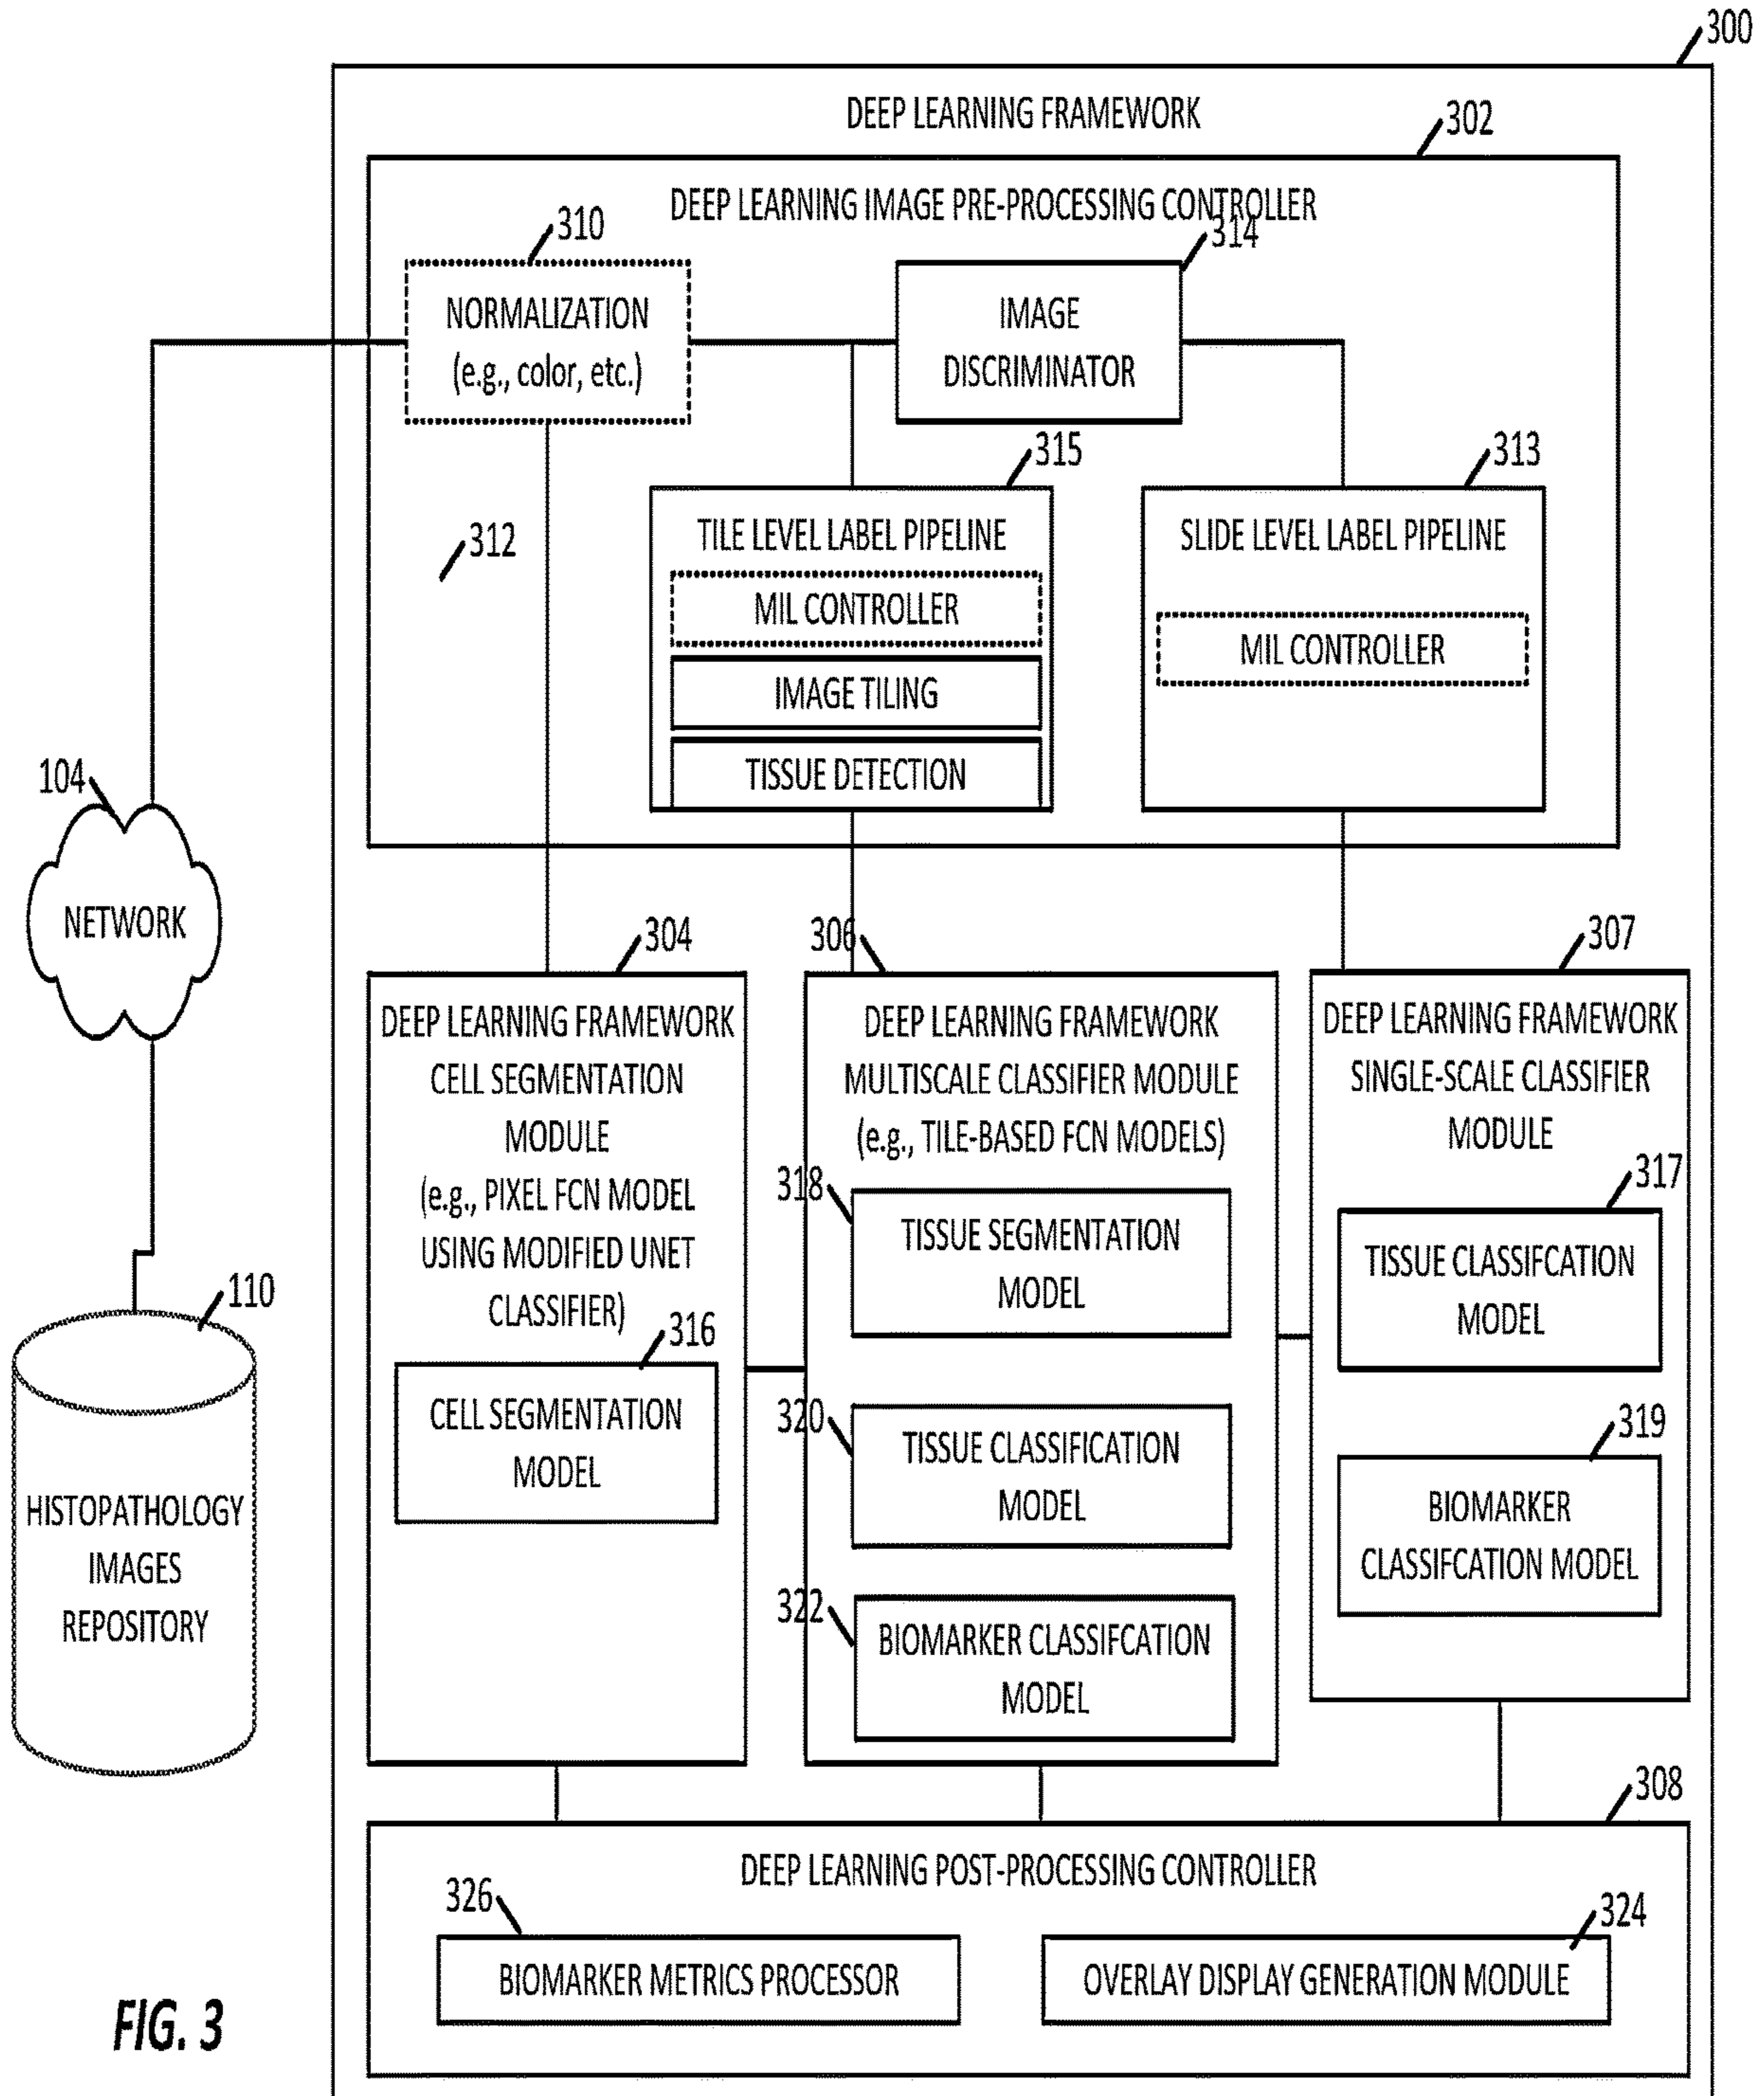 300
DEEP LEARNING FRAMEWORK
302
DEEP LEARNING IMAGE PRE-PROCESSING CONTROLLER
310
NORMALIZATION
(e.g., color, etc.)
314
IMAGE
DISCRIMINATOR
312
315
TILE LEVEL LABEL PIPELINE
MIL CONTROLLER
IMAGE TILING
TISSUE DETECTION
313
SLIDE LEVEL LABEL PIPELINE
MIL CONTROLLER
104
NETWORK
110
HISTOPATHOLOGY
IMAGES
REPOSITORY
304
DEEP LEARNING FRAMEWORK
CELL SEGMENTATION
MODULE
(e.g., PIXEL FCN MODEL
USING MODIFIED UNET
CLASSIFIER)
316
CELL SEGMENTATION
MODEL
306
DEEP LEARNING FRAMEWORK
MULTISCALE CLASSIFIER MODULE
(e.g., TILE-BASED FCN MODELS)
318
TISSUE SEGMENTATION
MODEL
320
TISSUE CLASSIFICATION
MODEL
322
BIOMARKER CLASSIFCATION
MODEL
307
DEEP LEARNING FRAMEWORK
SINGLE-SCALE CLASSIFIER
MODULE
317
TISSUE CLASSIFCATION
MODEL
319
BIOMARKER
CLASSIFCATION MODEL
308
DEEP LEARNING POST-PROCESSING CONTROLLER
326
BIOMARKER METRICS PROCESSOR
324
OVERLAY DISPLAY GENERATION MODULE
FIG. 3